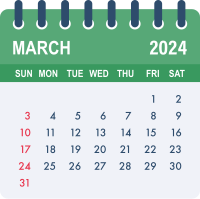 MARCH 2024
SUN MON TUE WED THU FRI SAT
1 2
3 4 5 6 7 8 9
10 11 12 13 14 15 16
17 18 19 20 21 22 23
24 25 26 27 28 29 30
31